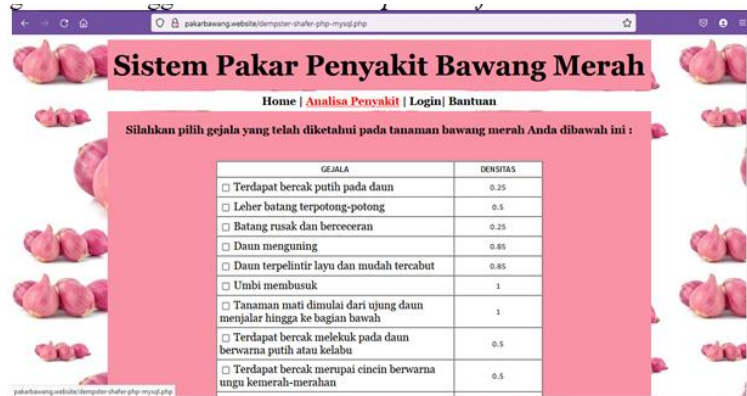 pakarbawang.website/dempster-shafer-php-mysql.php
Sistem Pakar Penyakit Bawang Merah
Home | Analisa Penyakit | Login| Bantuan
Silahkan pilih gejala yang telah diketahui pada tanaman bawang merah Anda dibawah ini :
GEJALA DENSITAS
Terdapat bercak putih pada daun 0.25
Leher batang terpotong-potong 0.5
Batang rusak dan berceceran 0.25
Daun menguning 0.85
Daun terpelintir layu dan mudah tercabut 0.85
Umbi membusuk 1
Tanaman mati dimulai dari ujung daun
menjalar hingga ke bagian bawah 1
Terdapat bercak melekuk pada daun
berwarna putih atau kelabu 0.5
Terdapat bercak merupai cincin berwarna
ungu kemerah-merahan 0.5
pakarbawang.website/dempster-shafer-php-mysql.php